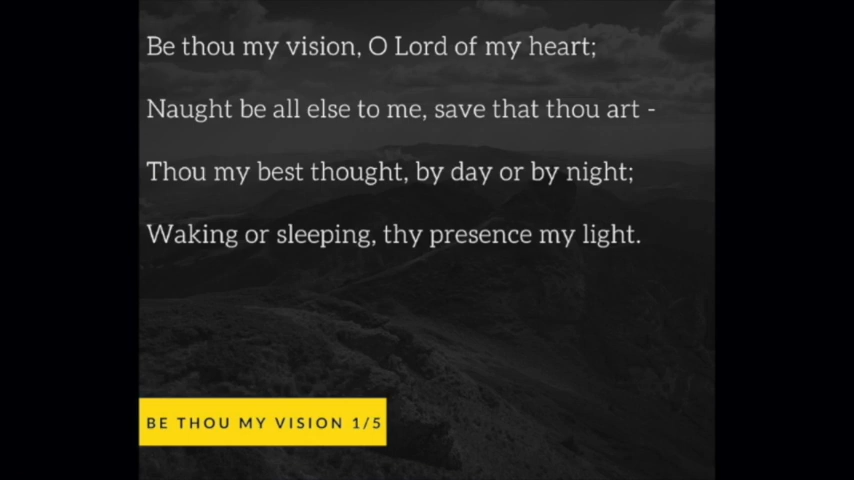 Be thou my vision, O Lord of my heart;
Naught be all else to me, save that thou art -
Thou my best thought, by day or by night;
Waking or sleeping, thy presence my light.
BE THOU MY VISION 1/5